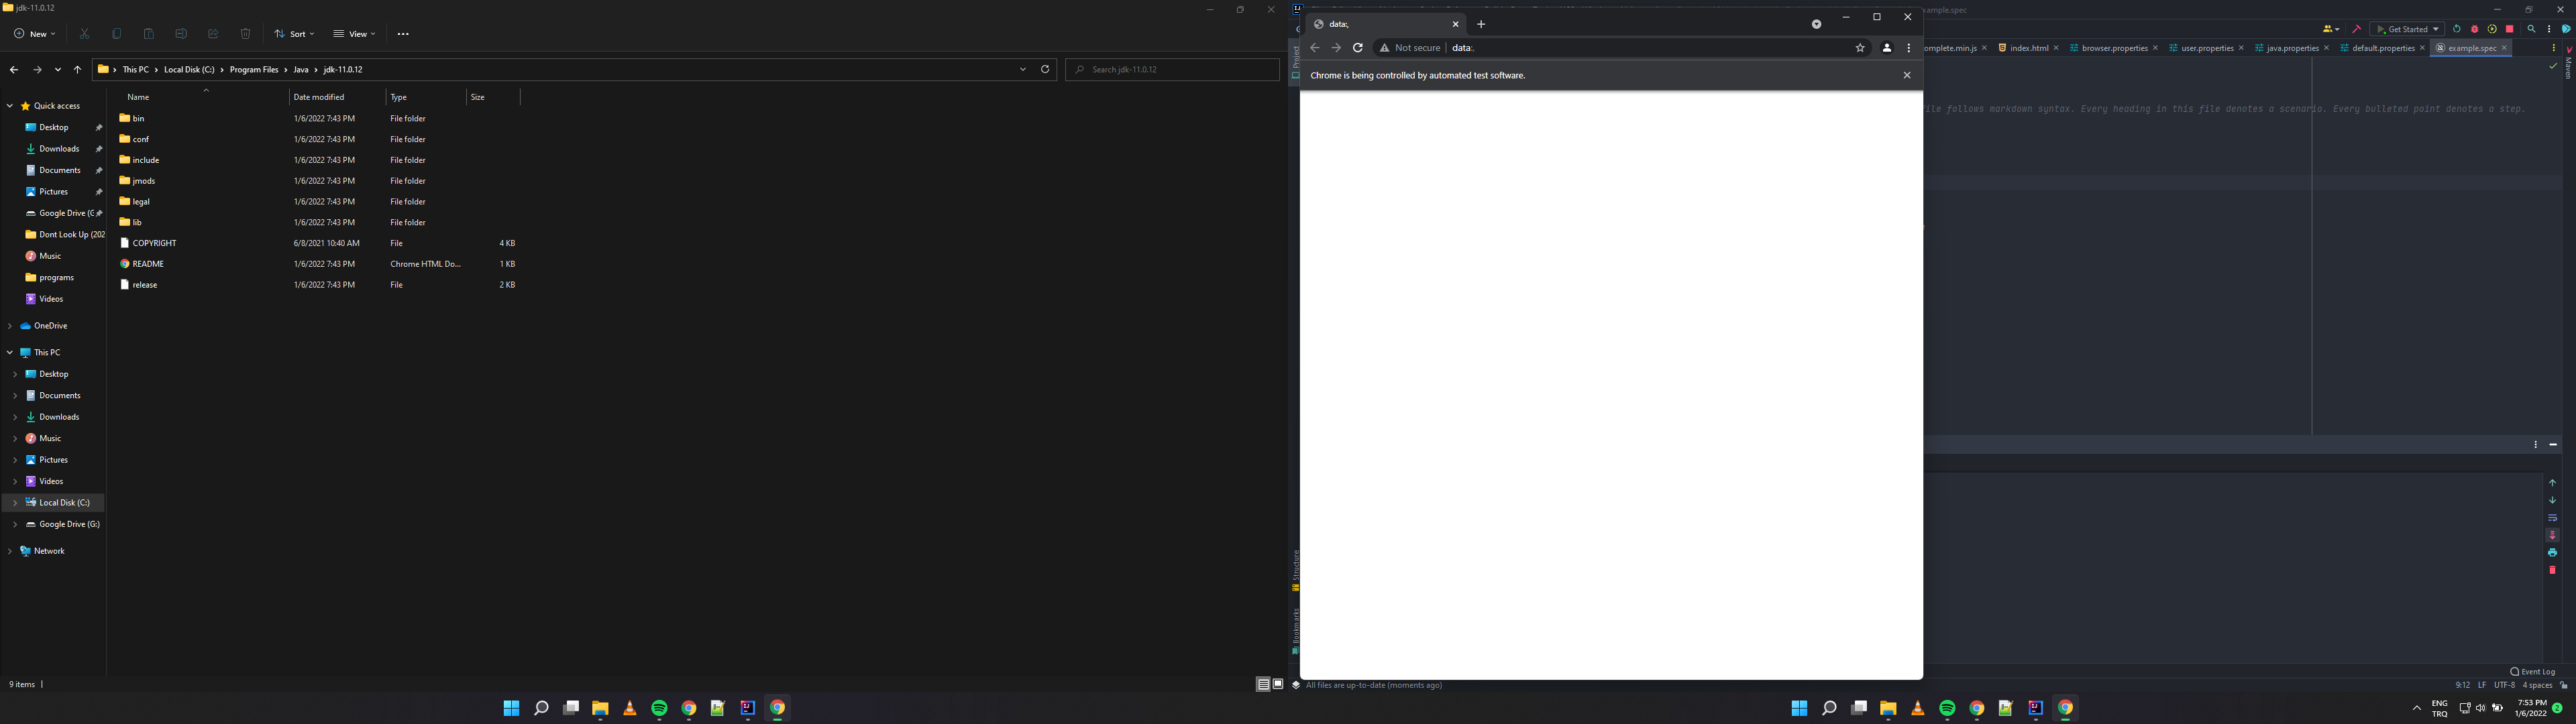 jdk-11.0.12
New
Sort
View
This PC > Local Disk (C:) > Program Files > Java > jdk-11.0.12
Search jdk-11.0.12
Name Date modified Type Size
bin 1/6/2022 7:43 PM File folder
conf 1/6/2022 7:43 PM File folder
include 1/6/2022 7:43 PM File folder
jmods 1/6/2022 7:43 PM File folder
legal 1/6/2022 7:43 PM File folder
lib 1/6/2022 7:43 PM File folder
COPYRIGHT 6/8/2021 10:40 AM File 4 KB
README 1/6/2022 7:43 PM Chrome HTML Do... 1 KB
release 1/6/2022 7:43 PM File 2 KB
Quick access
Desktop
Downloads
Documents
Pictures
Google Drive (G
Dont Look Up (202
Music
programs
Videos
OneDrive
This PC
Desktop
Documents
Downloads
Music
Pictures
Videos
Local Disk (C:)
Google Drive (G:)
Network
9 items
data:,
Not secure data:,
Chrome is being controlled by automated test software.
example.spec
Get Started
omplete.min.js index.html browser.properties user.properties java.properties default.properties example.spec
ile follows markdown syntax. Every heading in this file denotes a scenario. Every bulleted point denotes a step.
Project
Structure
Bookmarks
Maven
Event Log
All files are up-to-date (moments ago)
9:12 LF UTF-8 4 spaces
ENG
TRQ
7:53 PM
1/6/2022
2